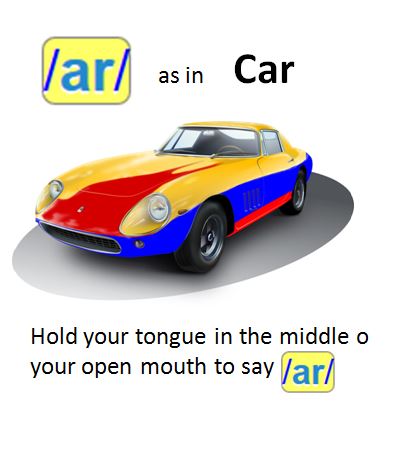 /ar/ as in Car
Hold your tongue in the middle o
your open mouth to say /ar/